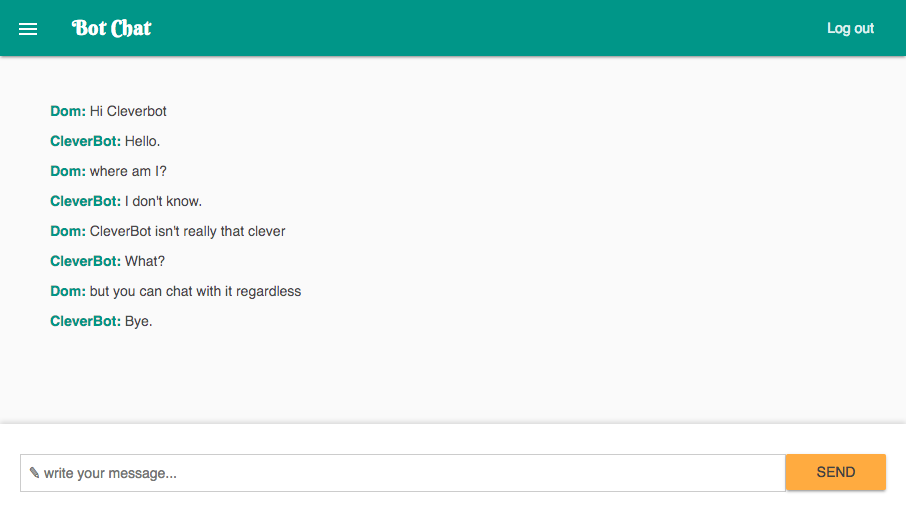 Bot Chat
Log out
Dom: Hi Cleverbot
CleverBot: Hello.
Dom: where am I?
CleverBot: I don't know.
Dom: CleverBot isn't really that clever
CleverBot: What?
Dom: but you can chat with it regardless
CleverBot: Bye.
✎ write your message...
SEND